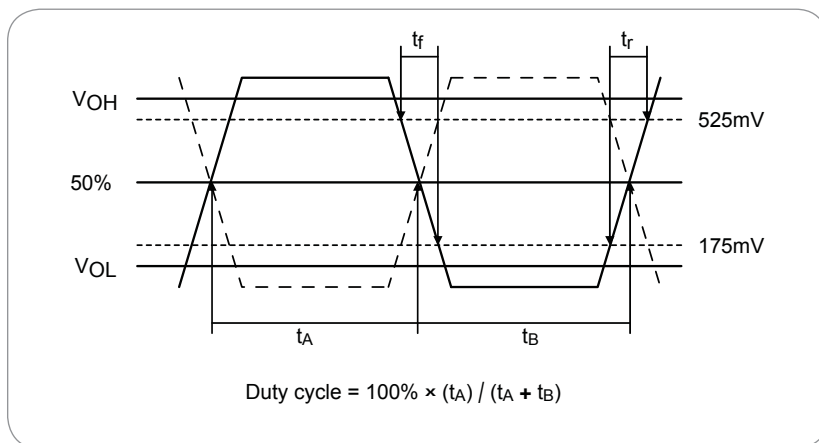 tf
tr
VOH
525mV
50%
175mV
VOL
tA
tB
Duty cycle = 100% × (tA) / (tA + tB)